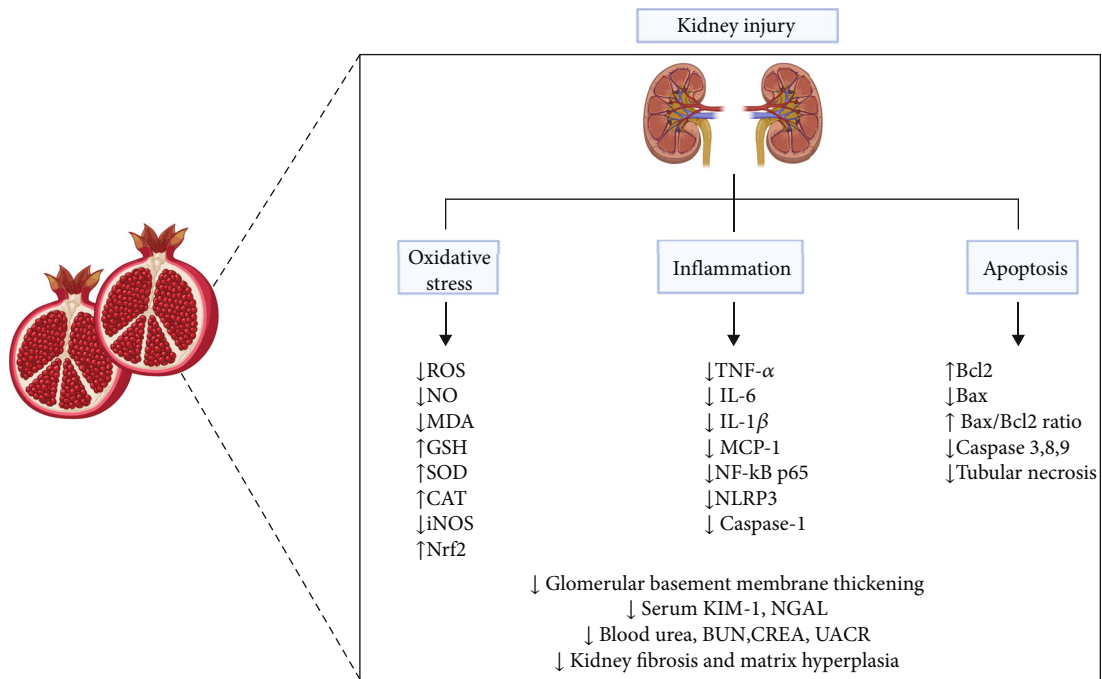 Kidney injury
Oxidative
stress
Inflammation
Apoptosis
↓ROS
↓NO
↓MDA
↑GSH
↑SOD
↑CAT
↓iNOS
↑Nrf2
↓TNF-α
↓ IL-6
↓ IL-1β
↓ MCP-1
↓NF-kB p65
↓NLRP3
↓ Caspase-1
↑Bcl2
↓Bax
↑ Bax/Bcl2 ratio
↓Caspase 3,8,9
↓Tubular necrosis
↓ Glomerular basement membrane thickening
↓ Serum KIM-1, NGAL
↓ Blood urea, BUN,CREA, UACR
↓ Kidney fibrosis and matrix hyperplasia